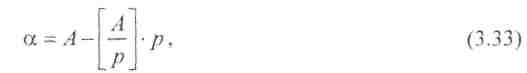 α = A − [A/p] · p , (3.33)